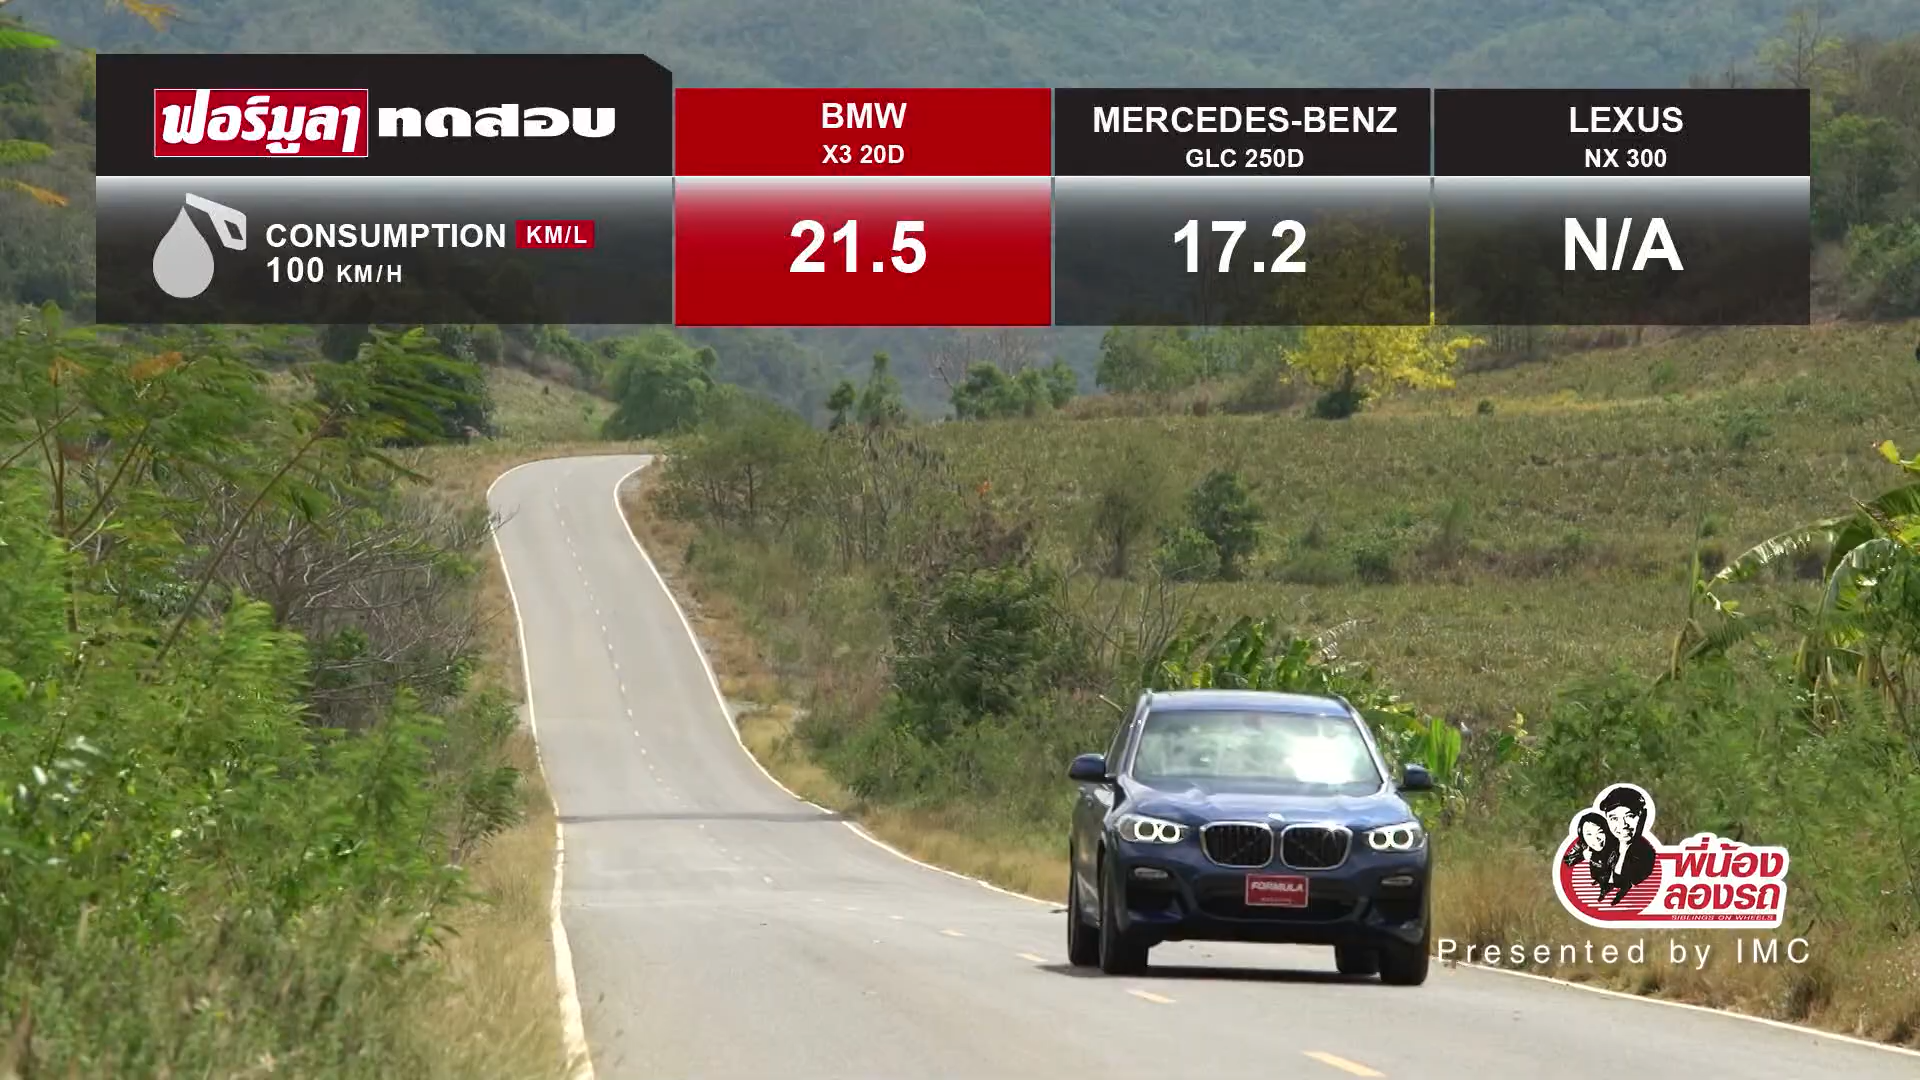 ฟอร์มูลา ทดสอบ
BMW
X3 20D
MERCEDES-BENZ
GLC 250D
LEXUS
NX 300
CONSUMPTION KM/L
100 KM/H
21.5
17.2
N/A
FORMULA
พี่น้อง
ลองรถ
SIBLINGS ON WHEELS
Presented by IMC